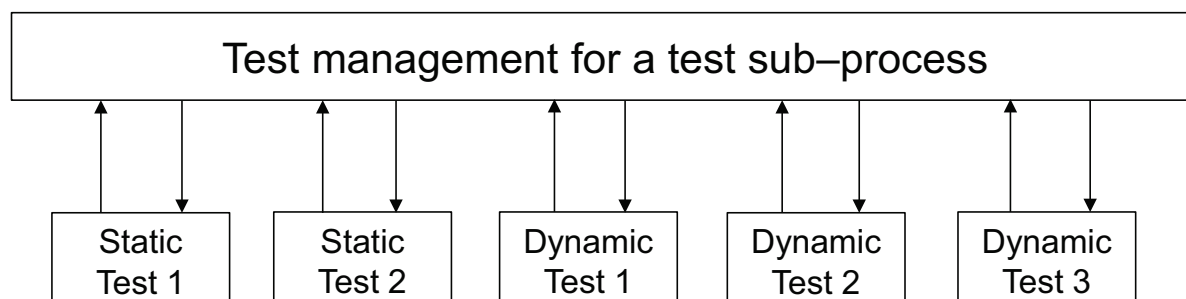 Test management for a test sub–process
Static
Test 1
Static
Test 2
Dynamic
Test 1
Dynamic
Test 2
Dynamic
Test 3